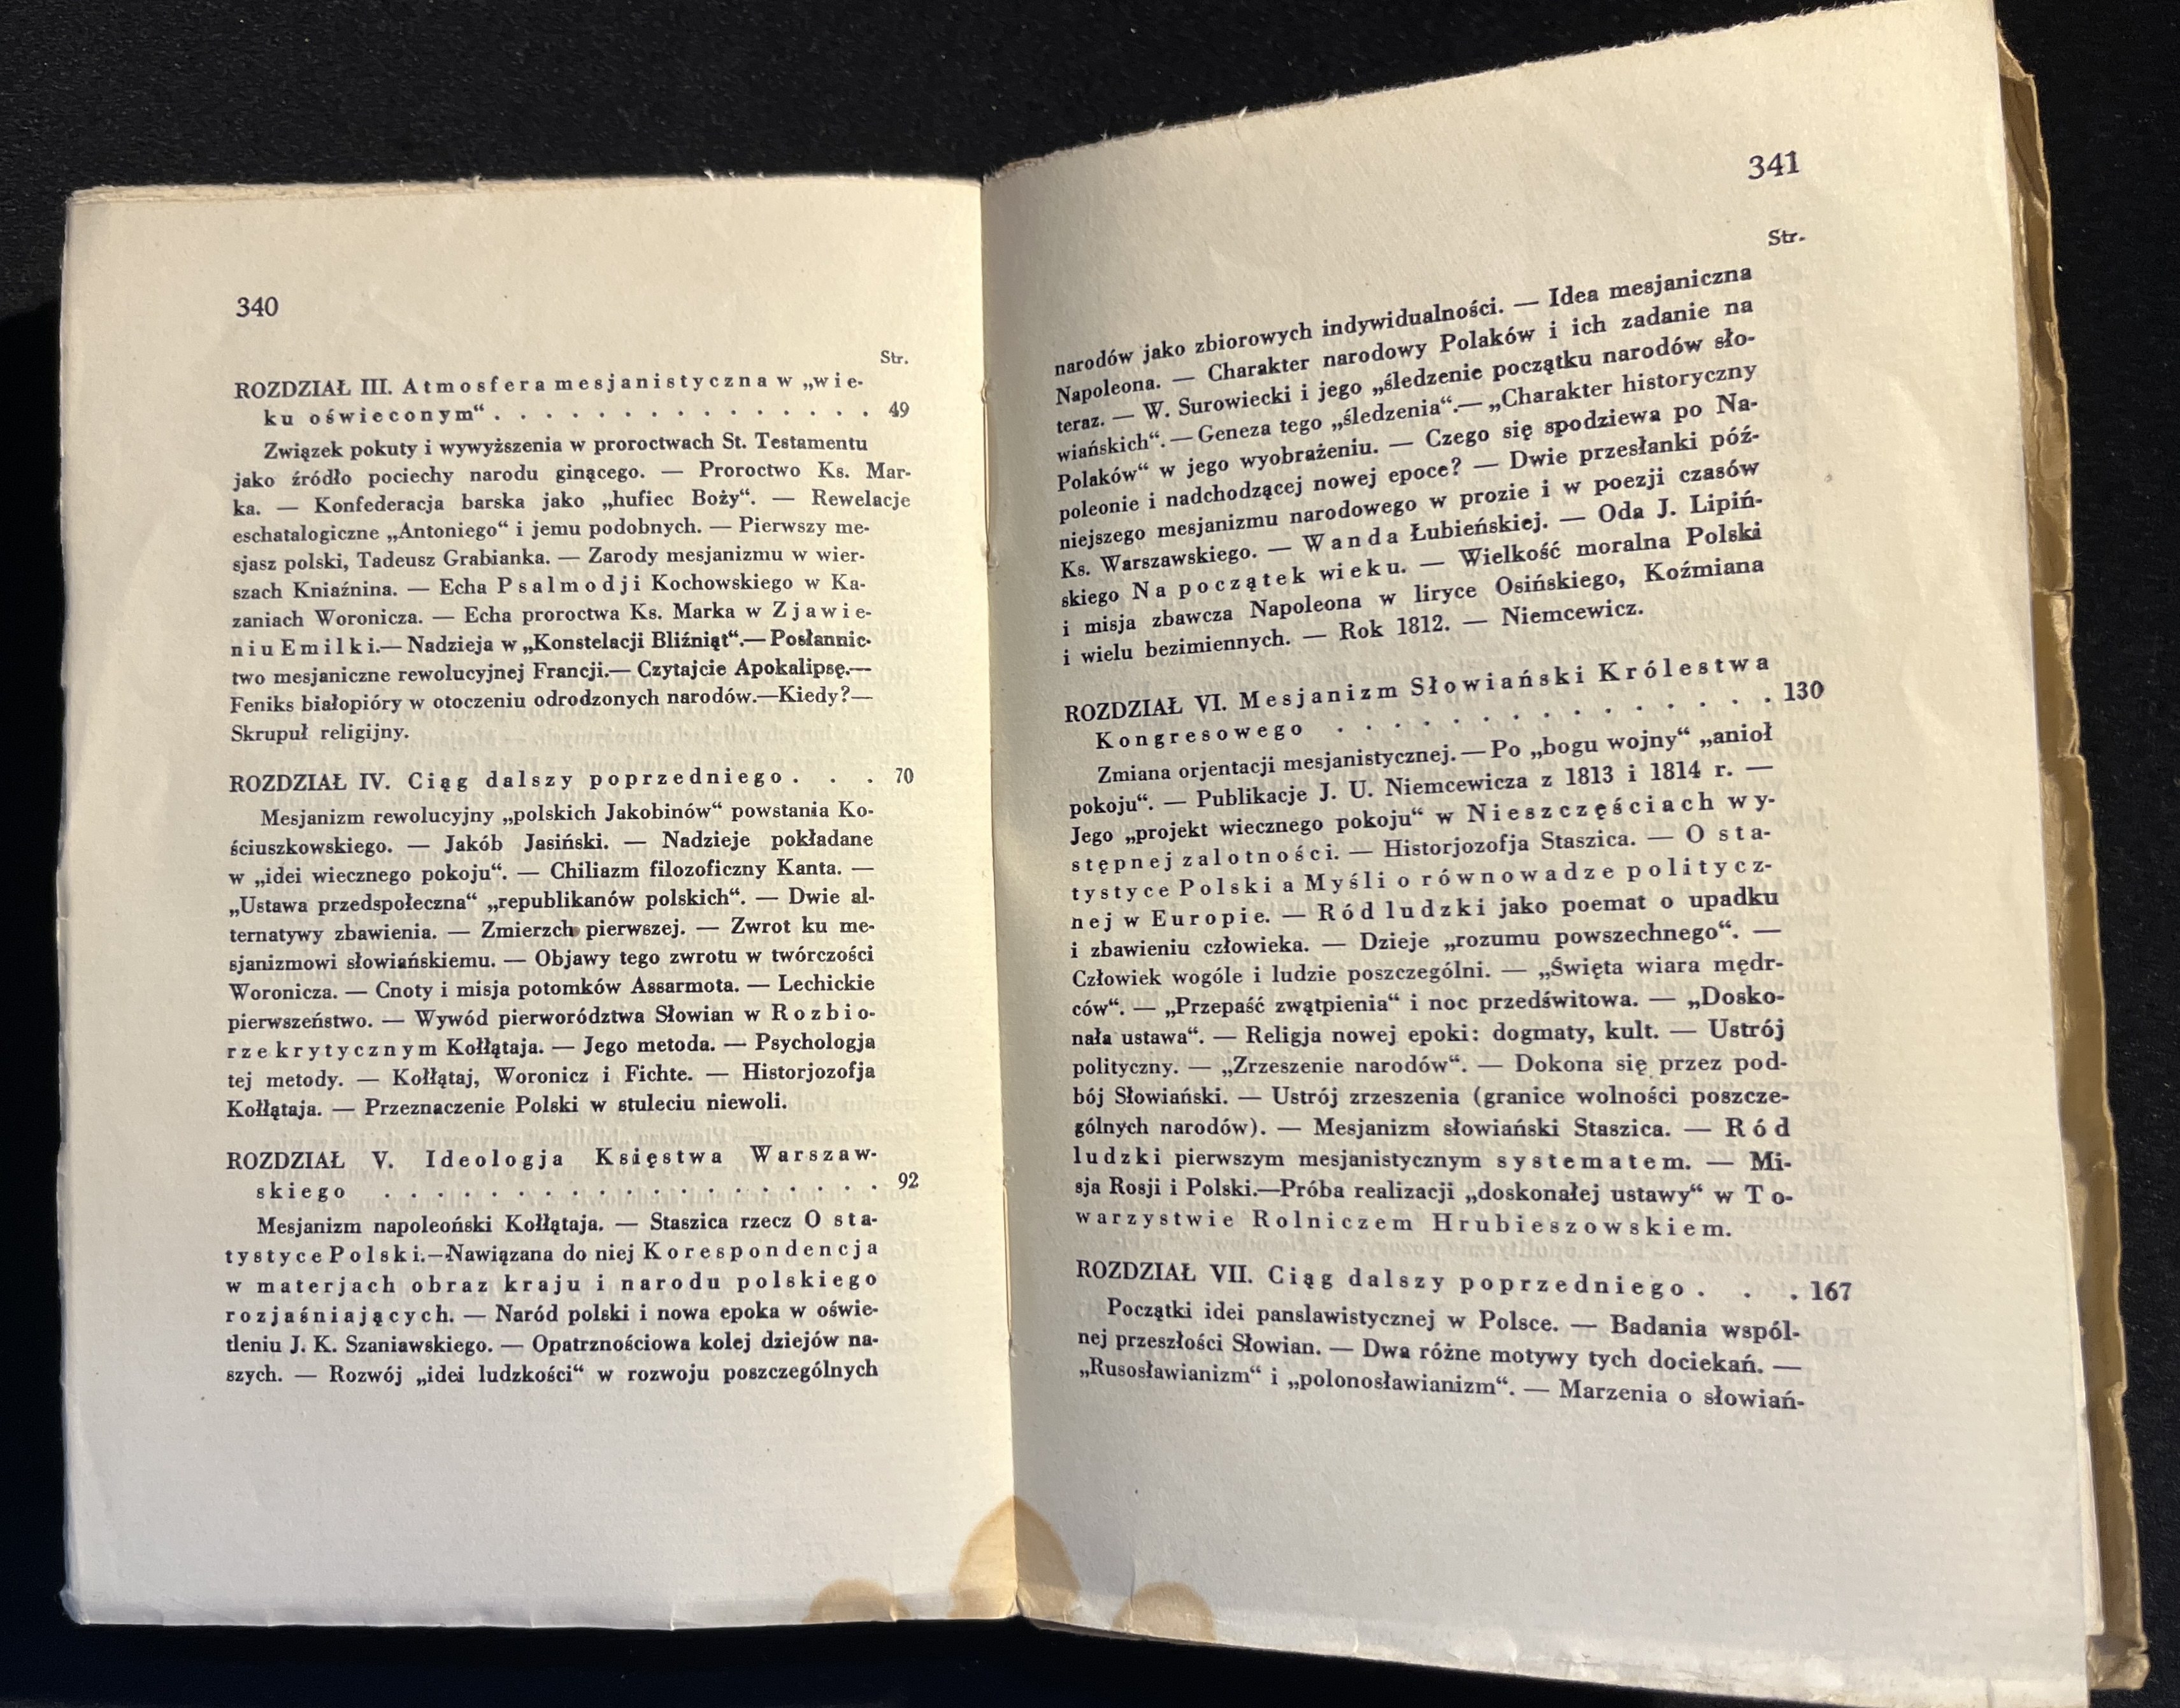 340
Str.
ROZDZIAŁ III. Atmosfera mesjanistyczna w „wie-
ku oświeconym“ . . . . . . . . . . . . . . . 49
Związek pokuty i wywyższenia w proroctwach St. Testamentu
jako źródło pociechy narodu ginącego. — Proroctwo Ks. Mar-
ka. — Konfederacja barska jako „hufiec Boży“. — Rewelacje
eschatalogiczne „Antoniego“ i jemu podobnych. — Pierwszy me-
sjasz polski, Tadeusz Grabianka. — Zarody mesjanizmu w wier-
szach Kniaźnina. — Echa Psalmodji Kochowskiego w Ka-
zaniach Woronicza. — Echa proroctwa Ks. Marka w Zjawie-
niu Emilki.— Nadzieja w „Konstelacji Bliźniąt“.— Posłannic-
two mesjaniczne rewolucyjnej Francji.— Czytajcie Apokalipsę.—
Feniks białopióry w otoczeniu odrodzonych narodów.—Kiedy?—
Skrupuł religijny.
ROZDZIAŁ IV. Ciąg dalszy poprzedniego . . . 70
Mesjanizm rewolucyjny „polskich Jakobinów“ powstania Ko-
ściuszkowskiego. — Jakób Jasiński. — Nadzieje pokładane
w „idei wiecznego pokoju“. — Chiliazm filozoficzny Kanta. —
„Ustawa przedspołeczna“ „republikanów polskich“. — Dwie al-
ternatywy zbawienia. — Zmierzch pierwszej. — Zwrot ku me-
sjanizmowi słowiańskiemu. — Objawy tego zwrotu w twórczości
Woronicza. — Cnoty i misja potomków Assarmota. — Lechickie
pierwszeństwo. — Wywód pierworództwa Słowian w Rozbio-
rze krytycznym Kołłątaja. — Jego metoda. — Psychologja
tej metody. — Kołłątaj, Woronicz i Fichte. — Historjozofja
Kołłątaja. — Przeznaczenie Polski w stuleciu niewoli.
ROZDZIAŁ V. Ideologja Księstwa Warszaw-
skiego . . . . . . . . . . . . . . . . . . . 92
Mesjanizm napoleoński Kołłątaja. — Staszica rzecz O sta-
tystyce Polski.—Nawiązana do niej Korespondencja
w materjach obraz kraju i narodu polskiego
rozjaśniających. — Naród polski i nowa epoka w oświe-
tleniu J. K. Szaniawskiego. — Opatrznościowa kolej dziejów na-
szych. — Rozwój „idei ludzkości“ w rozwoju poszczególnych
341
Str.
narodów jako zbiorowych indywidualności. — Idea mesjaniczna
Napoleona. — Charakter narodowy Polaków i ich zadanie na
teraz. — W. Surowiecki i jego „śledzenie początku narodów sło-
wiańskich“. — Geneza tego „śledzenia“.— „Charakter historyczny
Polaków“ w jego wyobrażeniu. — Czego się spodziewa po Na-
poleonie i nadchodzącej nowej epoce? — Dwie przesłanki póź-
niejszego mesjanizmu narodowego w prozie i w poezji czasów
Ks. Warszawskiego. — Wanda Łubieńskiej. — Oda J. Lipiń-
skiego Na początek wieku. — Wielkość moralna Polski
i misja zbawcza Napoleona w liryce Osińskiego, Koźmiana
i wielu bezimiennych. — Rok 1812. — Niemcewicz.
ROZDZIAŁ VI. Mesjanizm Słowiański Królestwa
Kongresowego . . . . . . . . . . . . . . . . 130
Zmiana orjentacji mesjanistycznej. — Po „bogu wojny“ „anioł
pokoju“. — Publikacje J. U. Niemcewicza z 1813 i 1814 r. —
Jego „projekt wiecznego pokoju“ w Nieszczęściach wy-
stępnej zalotności. — Historjozofja Staszica. — O sta-
tystyce Polski a Myśli o równowadze politycz-
nej w Europie. — Ród ludzki jako poemat o upadku
i zbawieniu człowieka. — Dzieje „rozumu powszechnego“. —
Człowiek wogóle i ludzie poszczególni. — „Święta wiara mędr-
ców“. — „Przepaść zwątpienia“ i noc przedświtowa. — „Dosko-
nała ustawa“. — Religja nowej epoki: dogmaty, kult. — Ustrój
polityczny. — „Zrzeszenie narodów“. — Dokona się przez pod-
bój Słowiański. — Ustrój zrzeszenia (granice wolności poszcze-
gólnych narodów). — Mesjanizm słowiański Staszica. — Ród
ludzki pierwszym mesjanistycznym systematem. — Mi-
sja Rosji i Polski.—Próba realizacji „doskonałej ustawy“ w To-
warzystwie Rolniczem Hrubieszowskiem.
ROZDZIAŁ VII. Ciąg dalszy poprzedniego . . . 167
Początki idei panslawistycznej w Polsce. — Badania wspól-
nej przeszłości Słowian. — Dwa różne motywy tych dociekań. —
„Rusosławianizm“ i „polonosławianizm“. — Marzenia o słowiań-